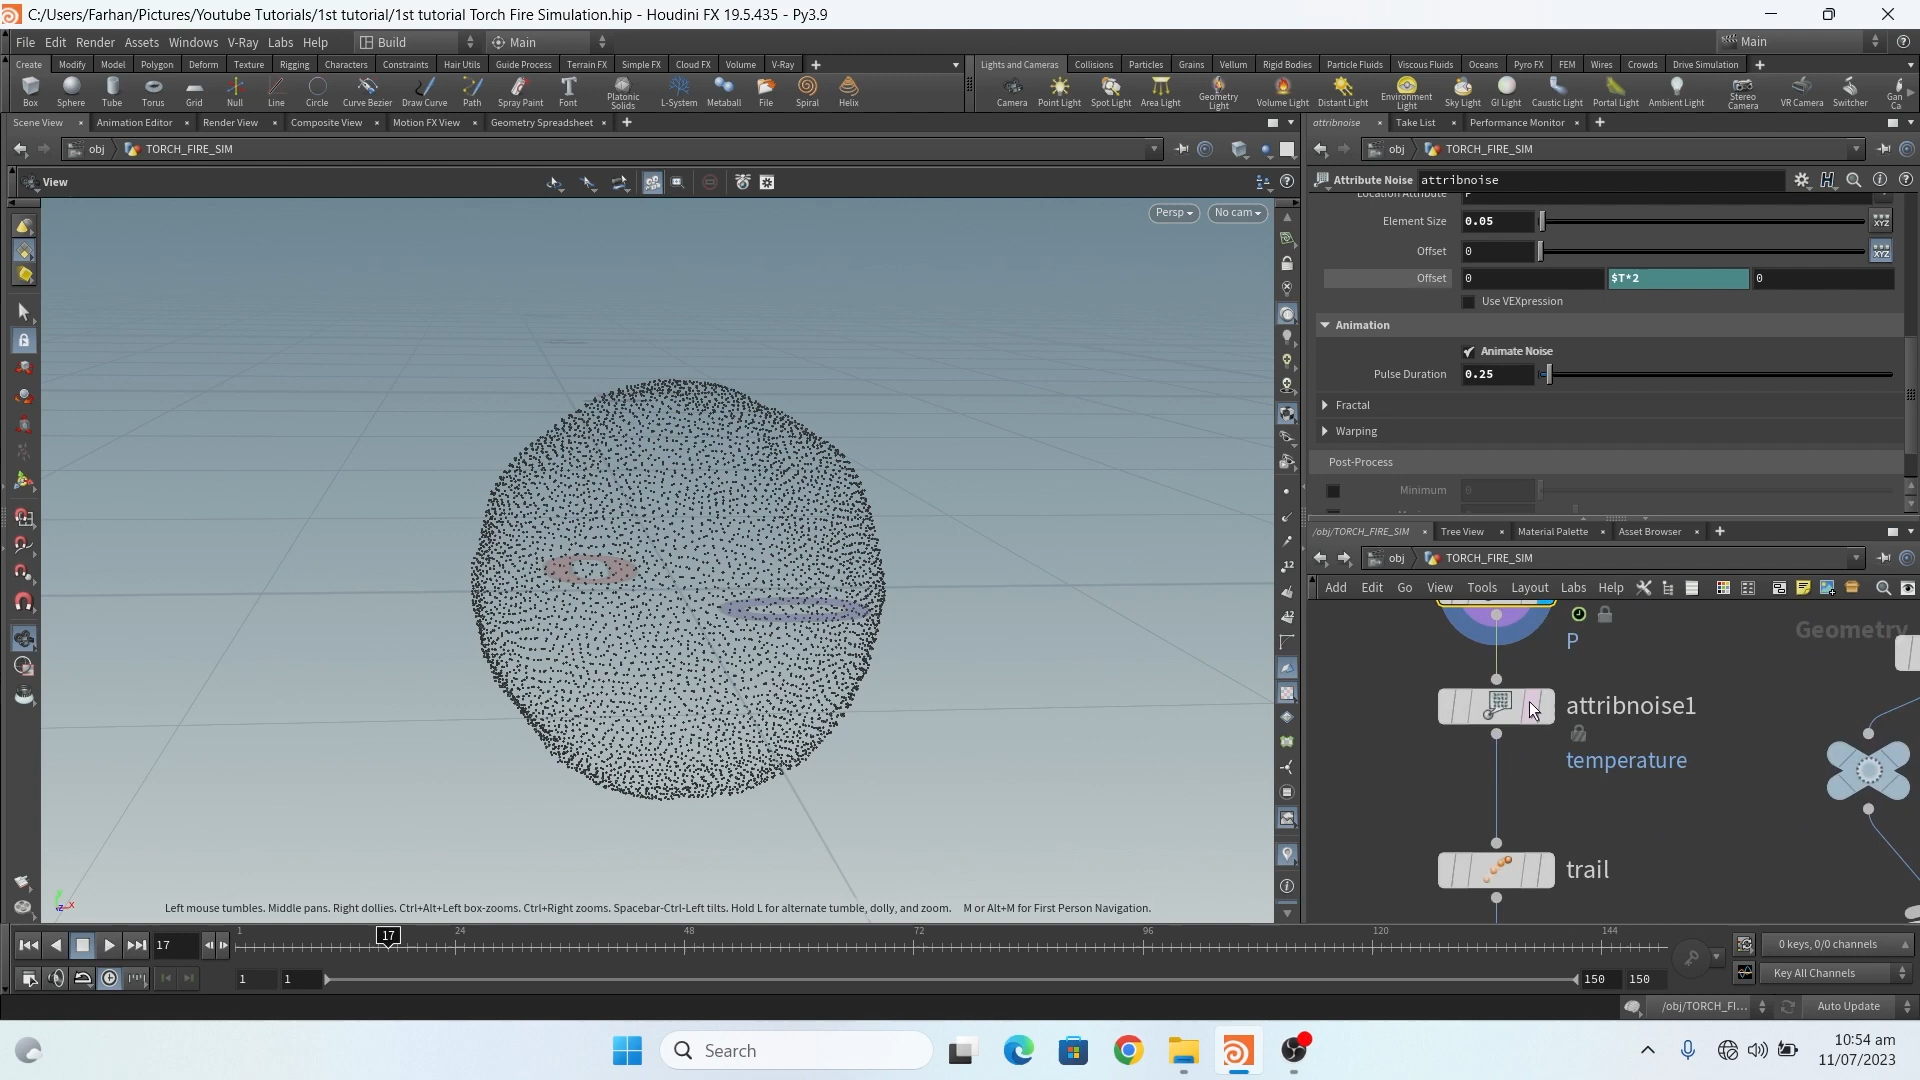 C:/Users/Farhan/Pictures/Youtube Tutorials/1st tutorial/1st tutorial Torch Fire Simulation.hip - Houdini FX 19.5.435 - Py3.9
File Edit Render Assets Windows V-Ray Labs Help Build Main Main
Create Modify Model Polygon Deform Texture Rigging Characters Constraints Hair Utils Guide Process Terrain FX Simple FX Cloud FX Volume V-Ray
Lights and Cameras Collisions Particles Grains Vellum Rigid Bodies Particle Fluids Viscous Fluids Oceans Pyro FX FEM Wires Crowds Drive Simulation
Box Sphere Tube Torus Grid Null Line Circle Curve Bezier Draw Curve Path Spray Paint Font Platonic Solids L-System Metaball File Spiral Helix
Camera Point Light Spot Light Area Light Geometry Light Volume Light Distant Light Environment Light Sky Light GI Light Caustic Light Portal Light Ambient Light Stereo Camera VR Camera Switcher Gan Ca
Scene View Animation Editor Render View Composite View Motion FX View Geometry Spreadsheet
attribnoise Take List Performance Monitor
obj TORCH_FIRE_SIM
obj TORCH_FIRE_SIM
View
Attribute Noise attribnoise
Persp No cam
Location Attribute P
Element Size 0.05
Offset 0
Offset 0 $T*2 0
Use VEXpression
Animation
Animate Noise
Pulse Duration 0.25
Fractal
Warping
Post-Process
Minimum 0
/obj/TORCH_FIRE_SIM Tree View Material Palette Asset Browser
obj TORCH_FIRE_SIM
Add Edit Go View Tools Layout Labs Help
Geometry
P
attribnoise1
temperature
trail
Left mouse tumbles. Middle pans. Right dollies. Ctrl+Alt+Left box-zooms. Ctrl+Right zooms. Spacebar-Ctrl-Left tilts. Hold L for alternate tumble, dolly, and zoom. M or Alt+M for First Person Navigation.
17 1 17 24 48 72 96 120 144
0 keys, 0/0 channels
1 1 150 150
Key All Channels
/obj/TORCH_FI... Auto Update
Search
10:54 am
11/07/2023